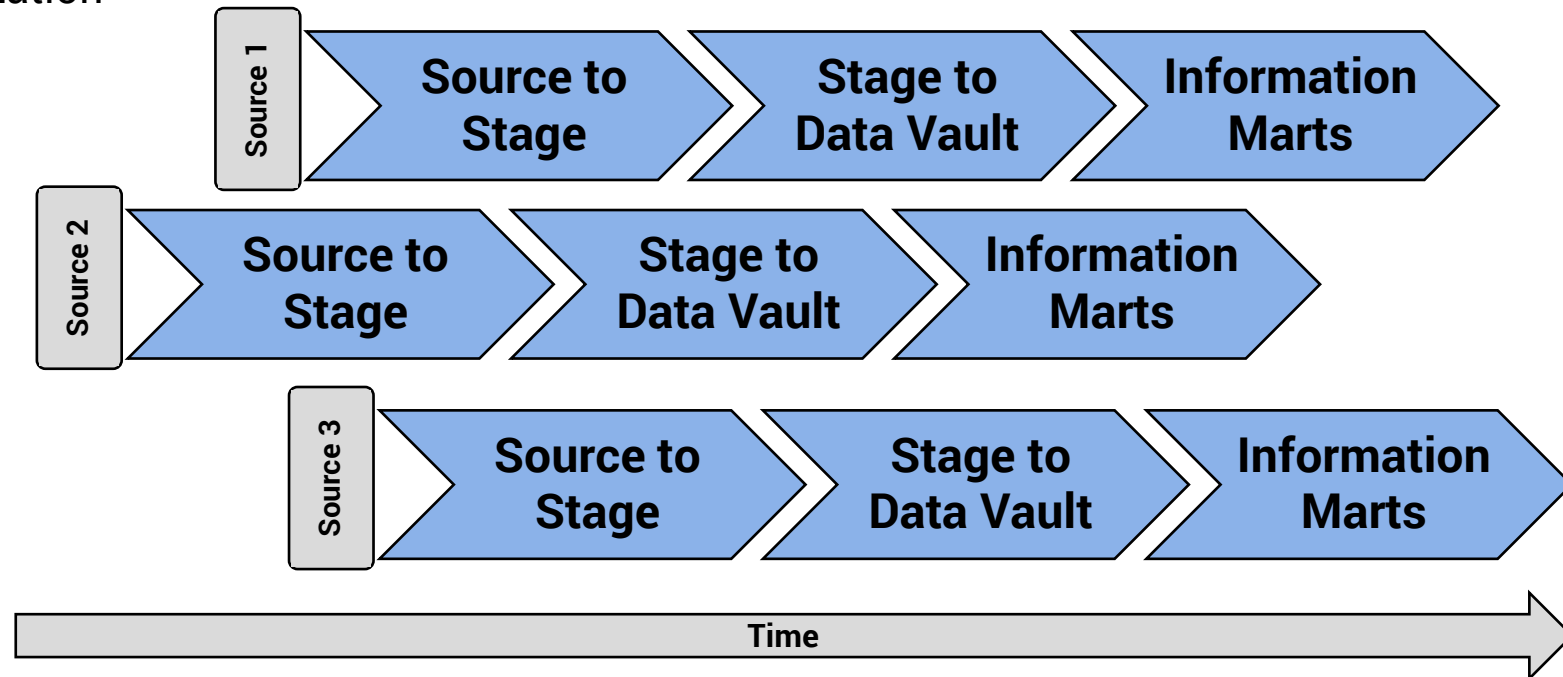 Source 1
Source to
Stage
Stage to
Data Vault
Information
Marts
Source 2
Source to
Stage
Stage to
Data Vault
Information
Marts
Source 3
Source to
Stage
Stage to
Data Vault
Information
Marts
Time